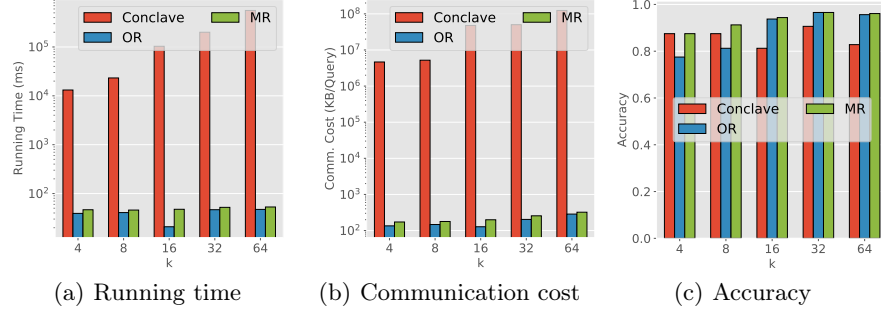 Conclave
OR
MR
Running Time (ms)
10^5
10^4
10^3
10^2
4 8 16 32 64
k
(a) Running time
Conclave
OR
MR
Comm. Cost (KB/Query)
10^8
10^7
10^6
10^5
10^4
10^3
10^2
4 8 16 32 64
k
(b) Communication cost
Conclave
OR
MR
Accuracy
1.0
0.8
0.6
0.4
0.2
0.0
4 8 16 32 64
k
(c) Accuracy